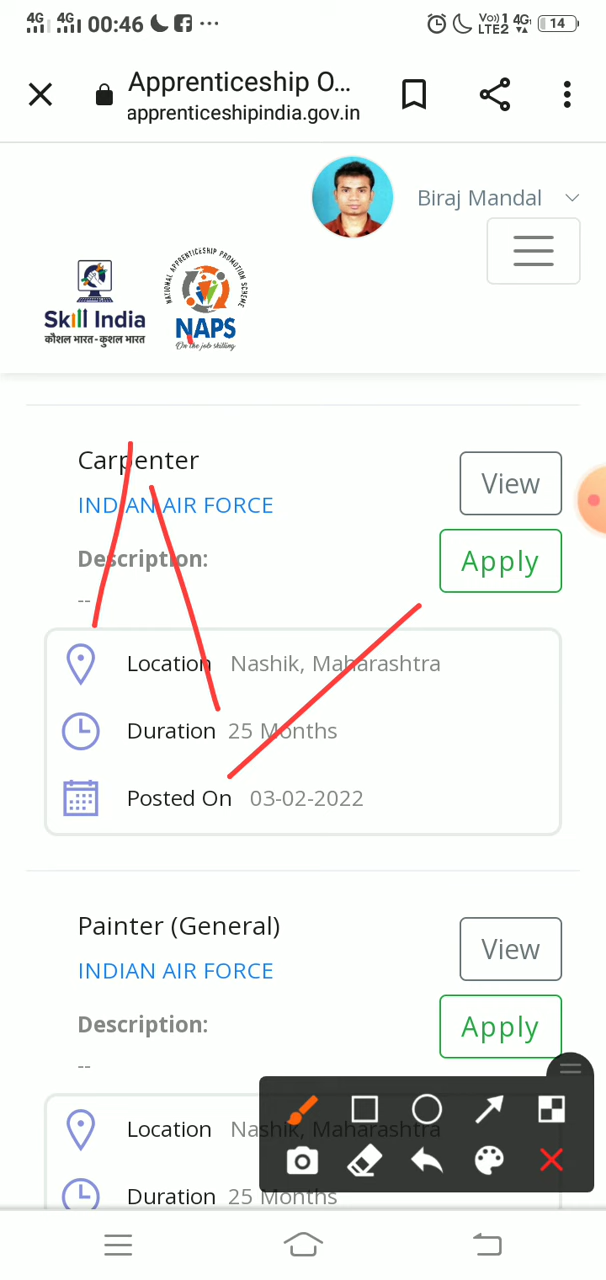 4G 4G 00:46 ... Vo)) 1 4G 14
LTE2
Apprenticeship O...
apprenticeshipindia.gov.in
Biraj Mandal
NATIONAL APPRENTICESHIP PROMOTION SCHEME
Skill India
कौशल भारत-कुशल भारत
NAPS
On the job skilling
Carpenter
View
INDIAN AIR FORCE
Description:
Apply
--
Location Nashik, Maharashtra
Duration 25 Months
Posted On 03-02-2022
Painter (General)
View
INDIAN AIR FORCE
Description:
Apply
--
Location Nashik, Maharashtra
Duration 25 Months